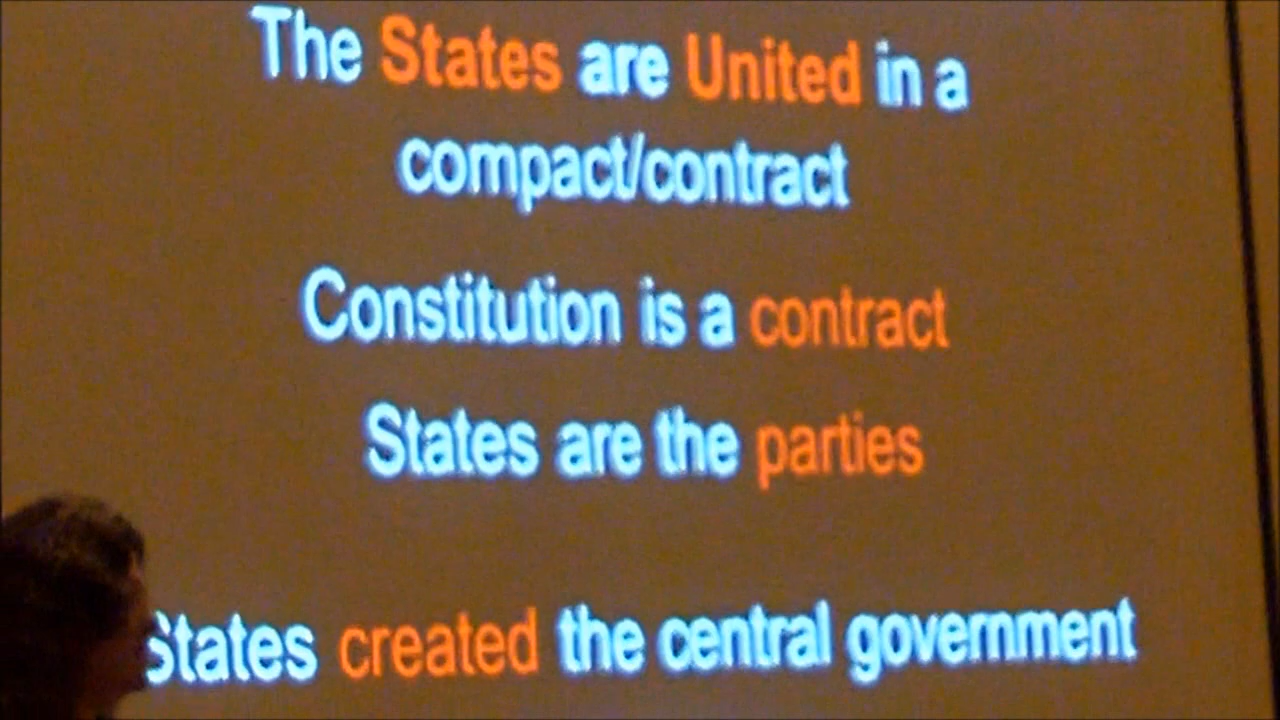 The States are United in a
compact/contract
Constitution is a contract
States are the parties
States created the central government